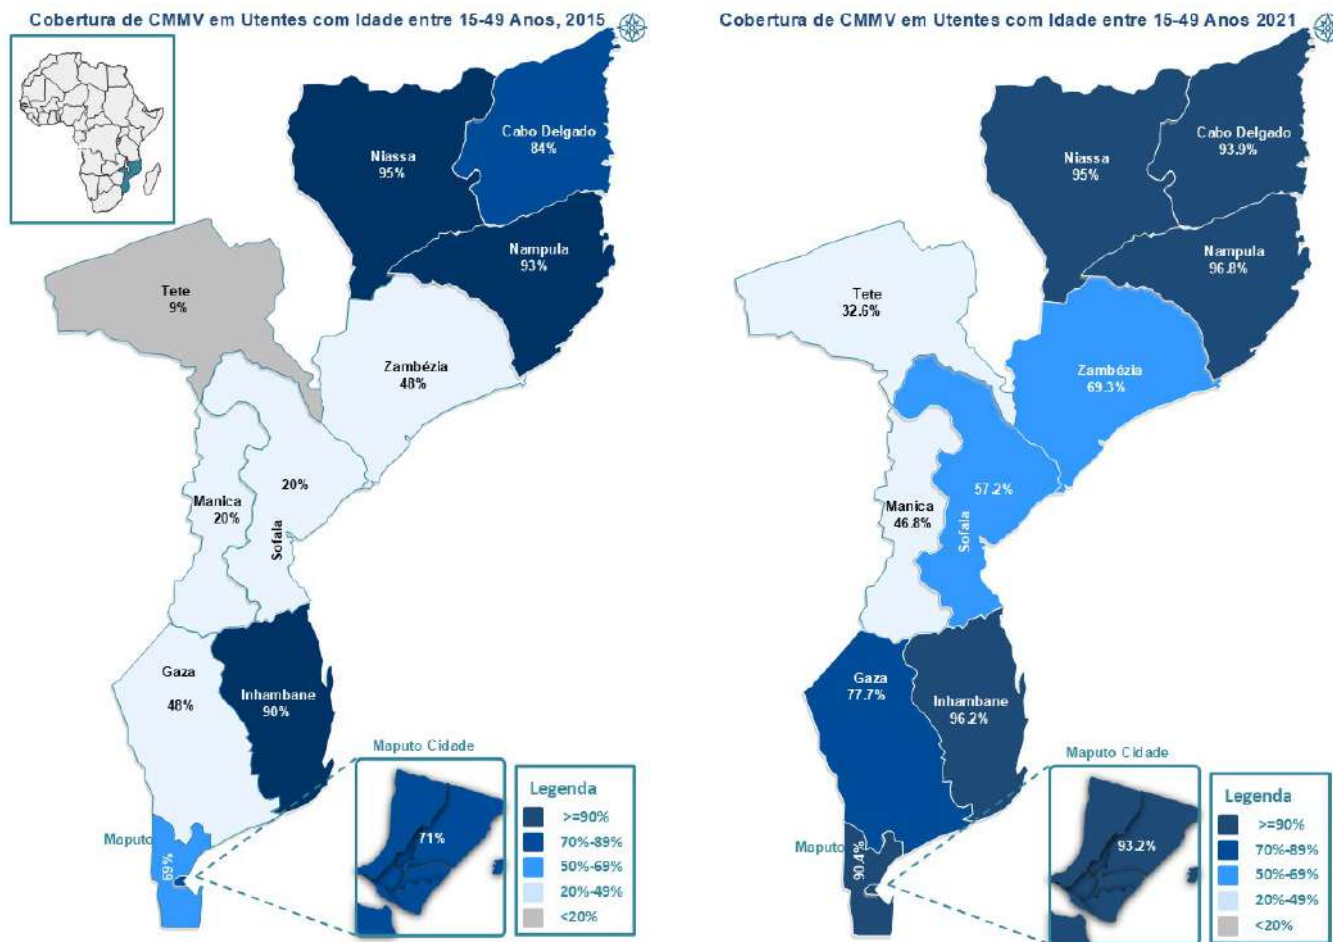 Cobertura de CMMV em Utentes com Idade entre 15-49 Anos, 2015
Cabo Delgado
84%
Niassa
95%
Nampula
93%
Tete
9%
Zambézia
48%
20%
Manica
20%
Sofala
Gaza
48%
Inhambane
90%
Maputo Cidade
71%
Maputo
69%
Legenda
>=90%
70%-89%
50%-69%
20%-49%
<20%
Cobertura de CMMV em Utentes com Idade entre 15-49 Anos 2021
Cabo Delgado
93.9%
Niassa
95%
Nampula
96.8%
Tete
32.6%
Zambézia
69.3%
57.2%
Manica
46.8%
Sofala
Gaza
77.7%
Inhambane
96.2%
Maputo Cidade
93.2%
Maputo
90.4%
Legenda
>=90%
70%-89%
50%-69%
20%-49%
<20%